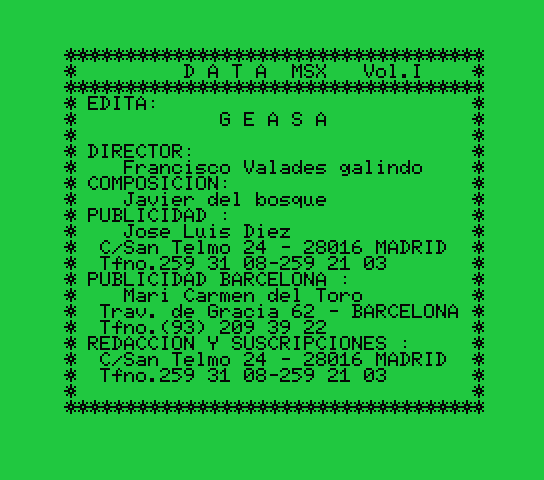 ***********************************
* D A T A MSX Vol.I *
***********************************
* EDITA: *
* G E A S A *
* *
* DIRECTOR: *
* Francisco Valades galindo *
* COMPOSICION: *
* Javier del bosque *
* PUBLICIDAD : *
* Jose Luis Diez *
* C/San Telmo 24 - 28016 MADRID *
* Tfno.259 31 08-259 21 03 *
* PUBLICIDAD BARCELONA : *
* Mari Carmen del Toro *
* Trav. de Gracia 62 - BARCELONA *
* Tfno.(93) 209 39 22 *
* REDACCION Y SUSCRIPCIONES : *
* C/San Telmo 24 - 28016 MADRID *
* Tfno.259 31 08-259 21 03 *
* *
***********************************